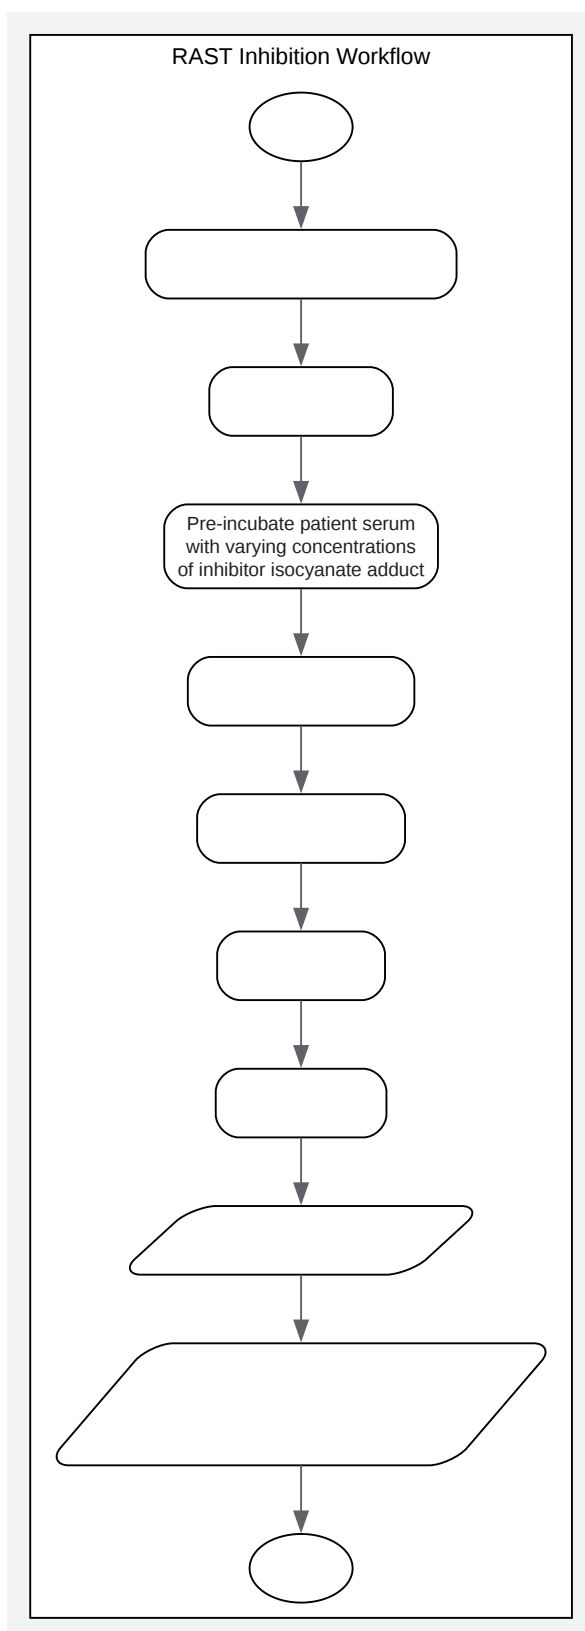 RAST Inhibition Workflow
Pre-incubate patient serum
with varying concentrations
of inhibitor isocyanate adduct